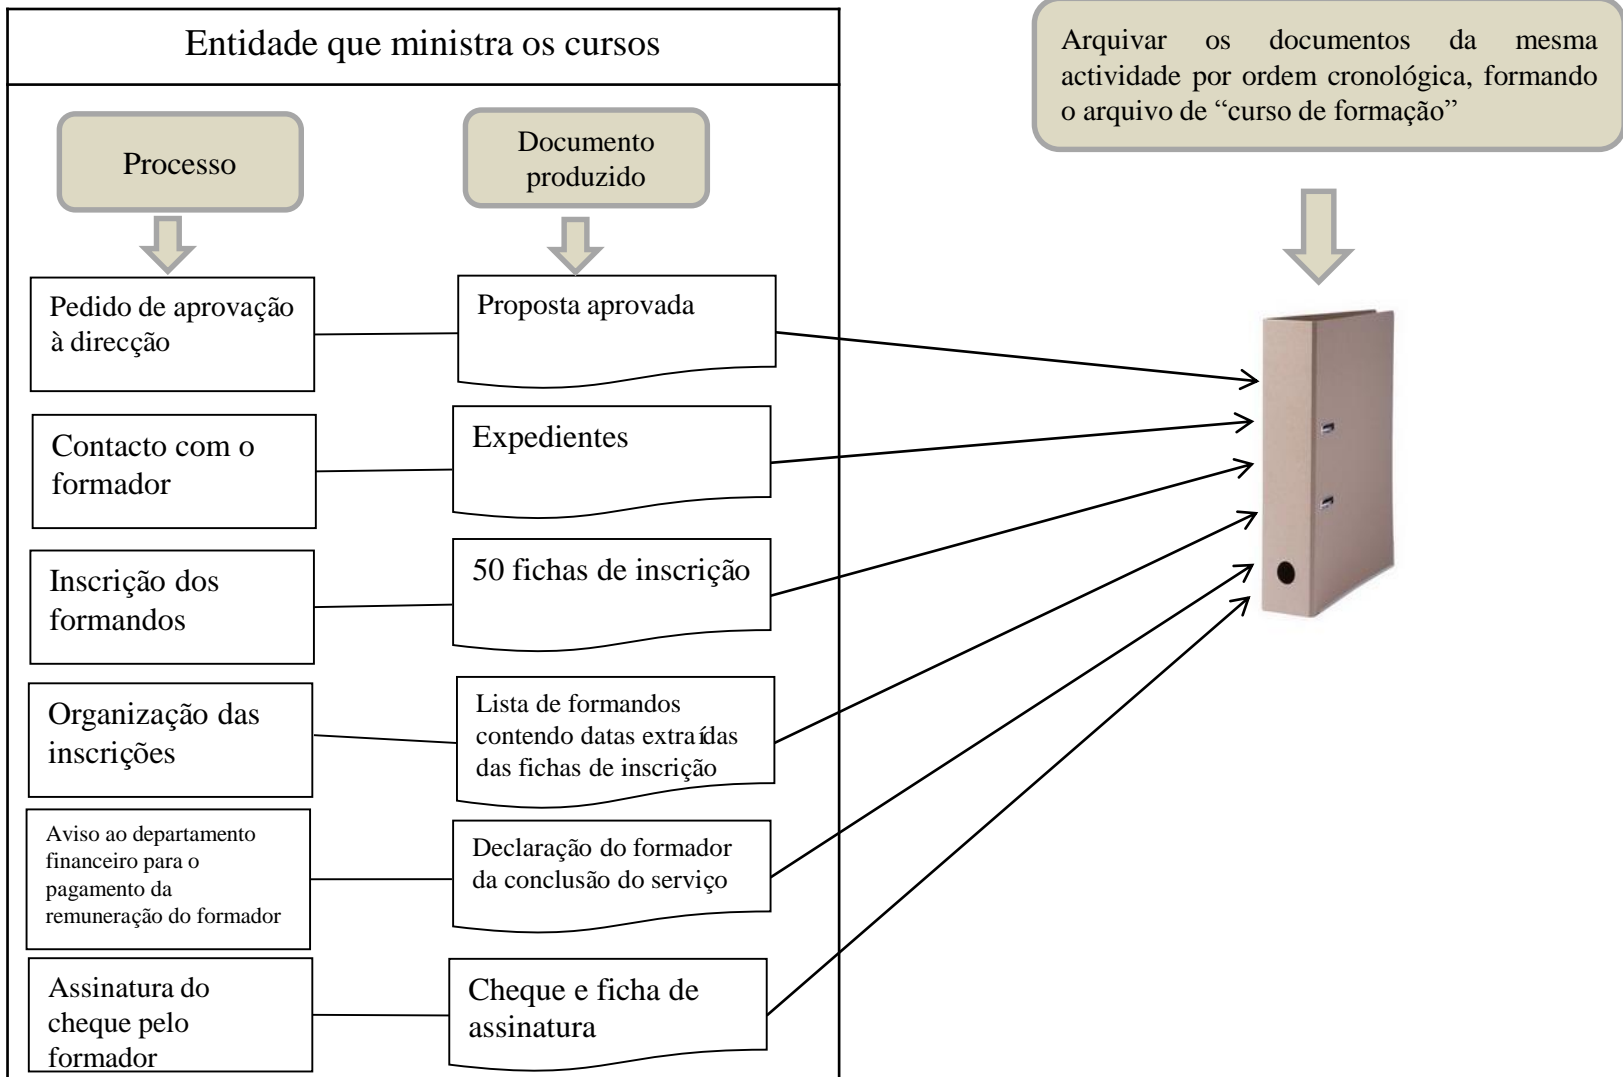 Entidade que ministra os cursos
Arquivar os documentos da mesma
actividade por ordem cronológica, formando
o arquivo de “curso de formação”
Processo
Documento
produzido
Pedido de aprovação
à direcção
Proposta aprovada
Contacto com o
formador
Expedientes
Inscrição dos
formandos
50 fichas de inscrição
Organização das
inscrições
Lista de formandos
contendo datas extraídas
das fichas de inscrição
Aviso ao departamento
financeiro para o
pagamento da
remuneração do formador
Declaração do formador
da conclusão do serviço
Assinatura do
cheque pelo
formador
Cheque e ficha de
assinatura